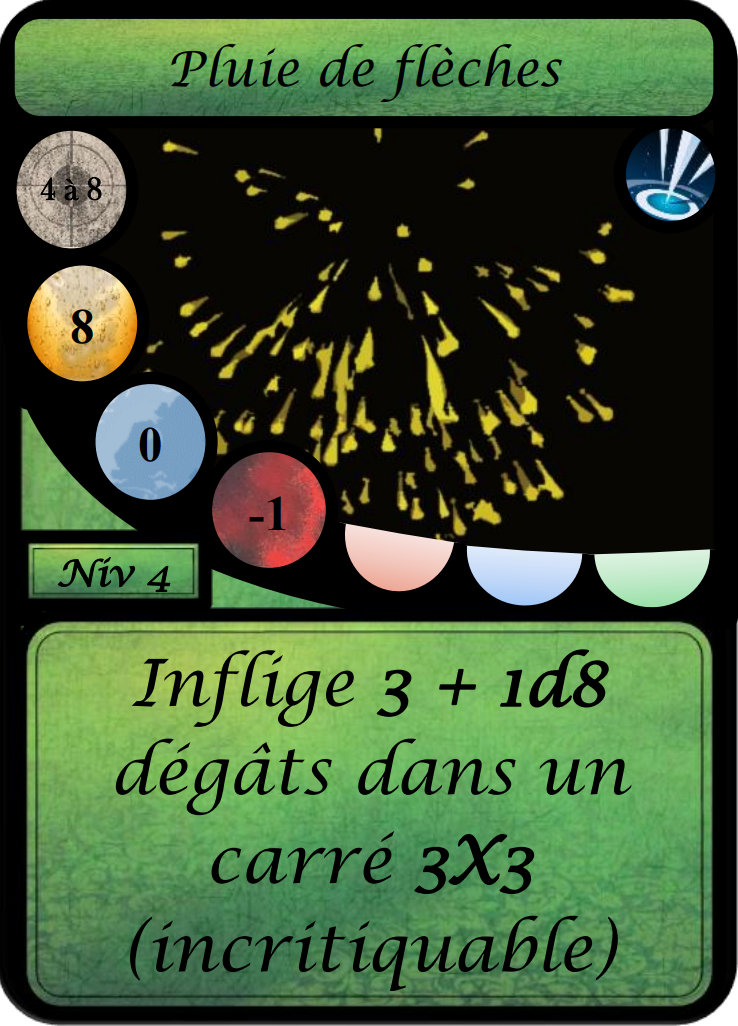 Pluie de flèches
4 à 8
8
0
-1
Niv 4
Inflige 3 + 1d8
dégâts dans un
carré 3X3
(incritiquable)